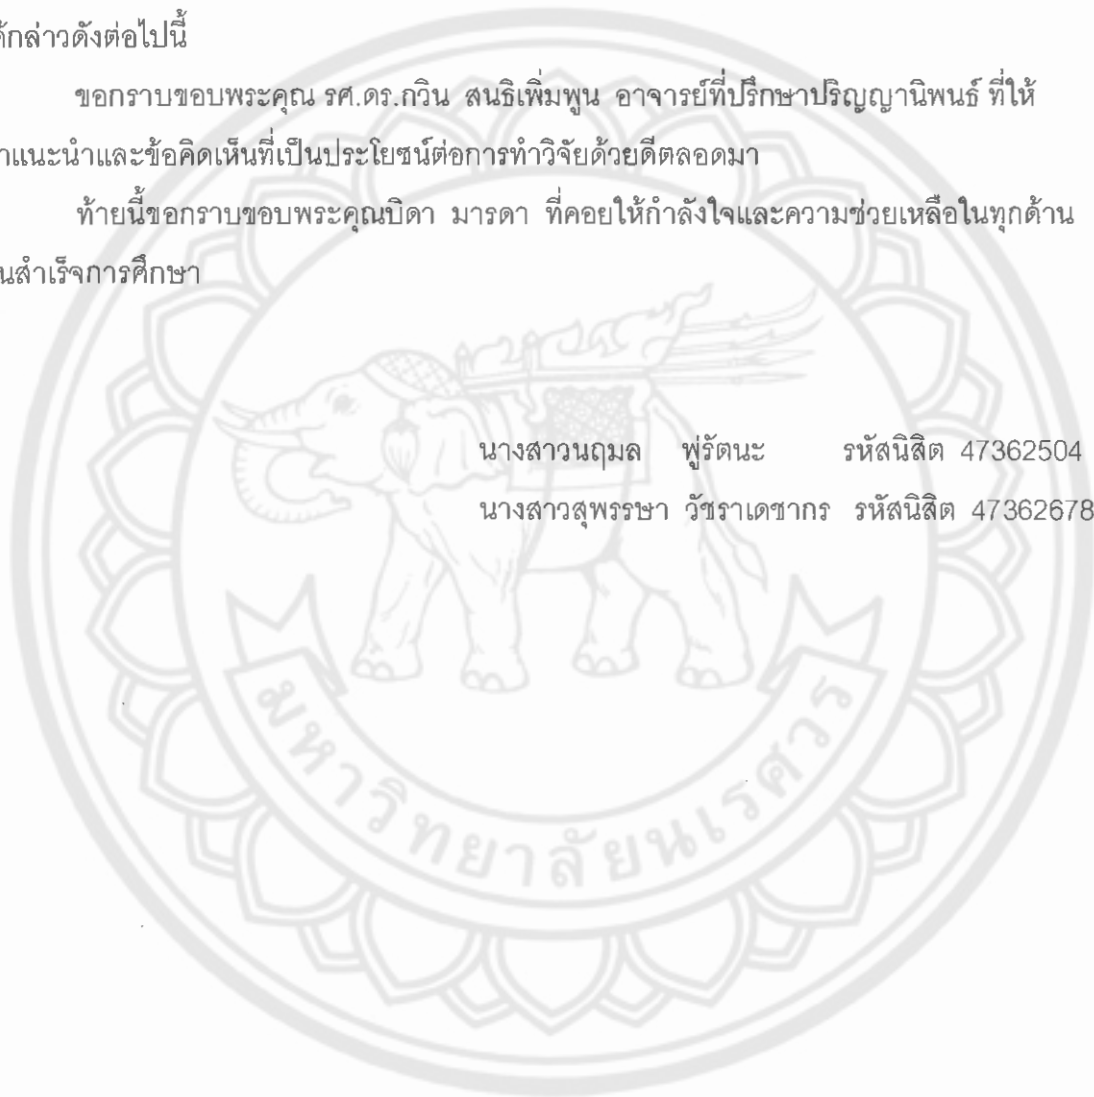 ด้กล่าวดังต่อไปนี้
ขอกราบขอบพระคุณ รศ.ดร.กวิน สนธิเพิ่มพูน อาจารย์ที่ปรึกษาปริญญานิพนธ์ ที่ให้
ำแนะนำและข้อคิดเห็นที่เป็นประโยชน์ต่อการทำวิจัยด้วยดีตลอดมา
ท้ายนี้ขอกราบขอบพระคุณบิดา มารดา ที่คอยให้กำลังใจและความช่วยเหลือในทุกด้าน
นสำเร็จการศึกษา
นางสาวนฤมล พู่รัตนะ รหัสนิสิต 47362504
นางสาวสุพรรษา วัชราเดชากร รหัสนิสิต 47362678
มหาวิทยาลัยนเรศวร